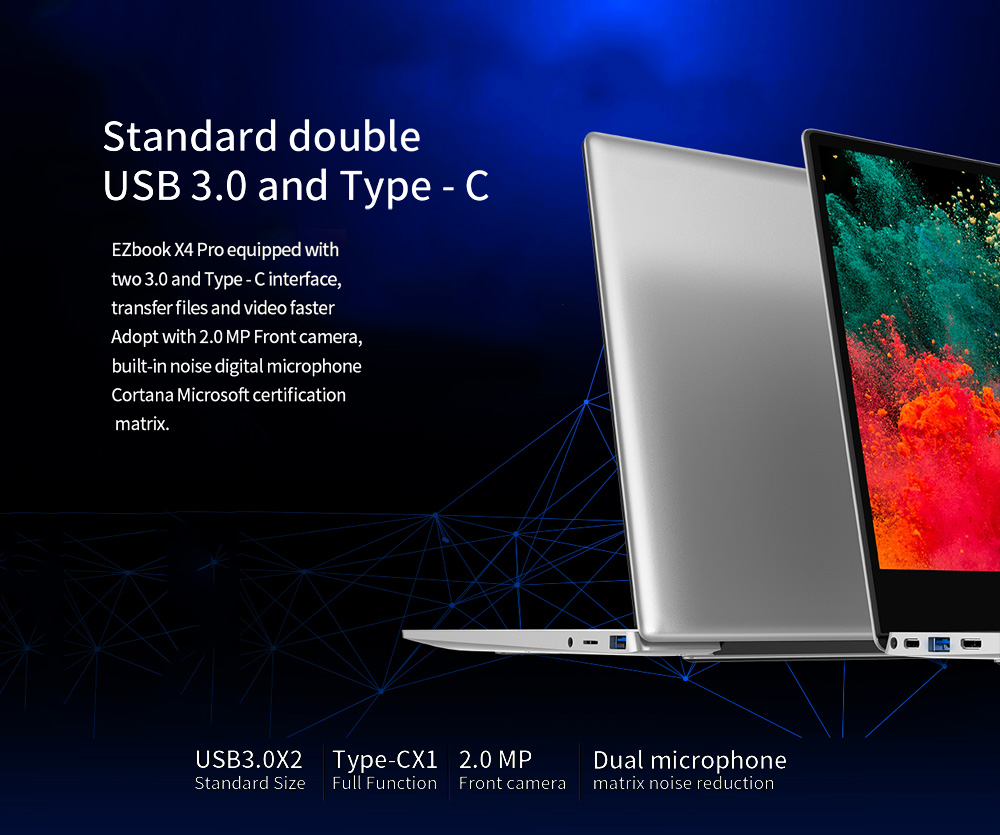 Standard double
USB 3.0 and Type - C
EZbook X4 Pro equipped with
two 3.0 and Type - C interface,
transfer files and video faster
Adopt with 2.0 MP Front camera,
built-in noise digital microphone
Cortana Microsoft certification
matrix.
USB3.0X2
Standard Size
Type-CX1
Full Function
2.0 MP
Front camera
Dual microphone
matrix noise reduction